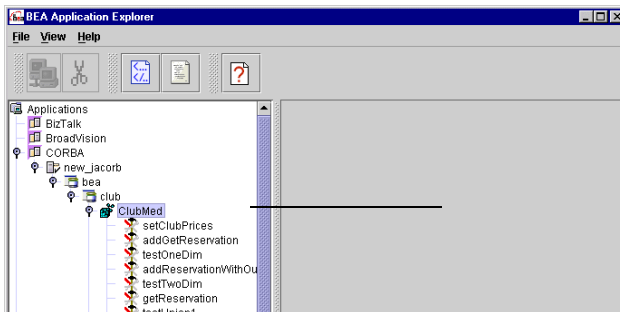 BEA Application Explorer
File View Help
Applications
BizTalk
BroadVision
CORBA
new_jacorb
bea
club
ClubMed
setClubPrices
addGetReservation
testOneDim
addReservationWithOu
testTwoDim
getReservation
testUnion1